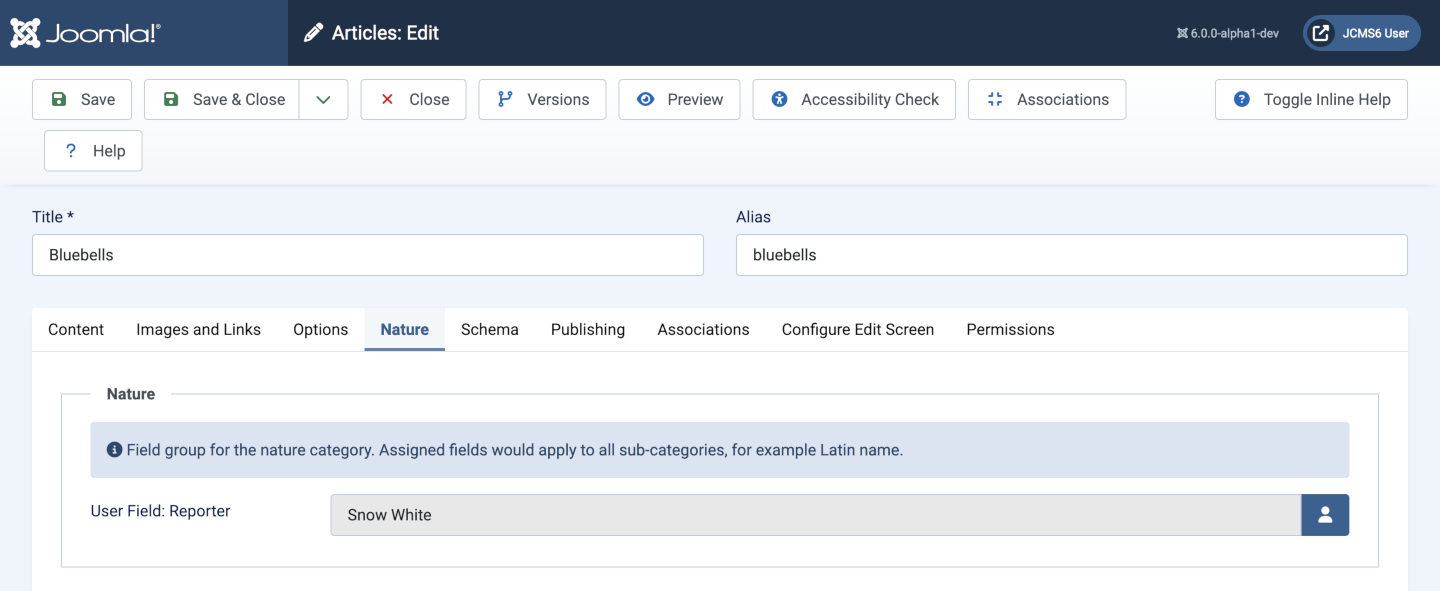 Joomla!® Articles: Edit 6.0.0-alpha1-dev JCMS6 User
Save Save & Close Close Versions Preview Accessibility Check Associations Toggle Inline Help
? Help
Title * Alias
Bluebells bluebells
Content Images and Links Options Nature Schema Publishing Associations Configure Edit Screen Permissions
Nature
Field group for the nature category. Assigned fields would apply to all sub-categories, for example Latin name.
User Field: Reporter Snow White